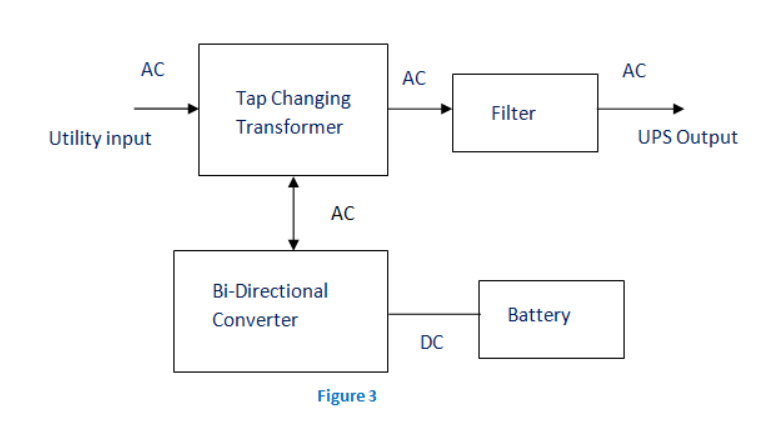 AC
AC
AC
Tap Changing
Transformer
Filter
Utility input
UPS Output
AC
Bi-Directional
Converter
Battery
DC
Figure 3